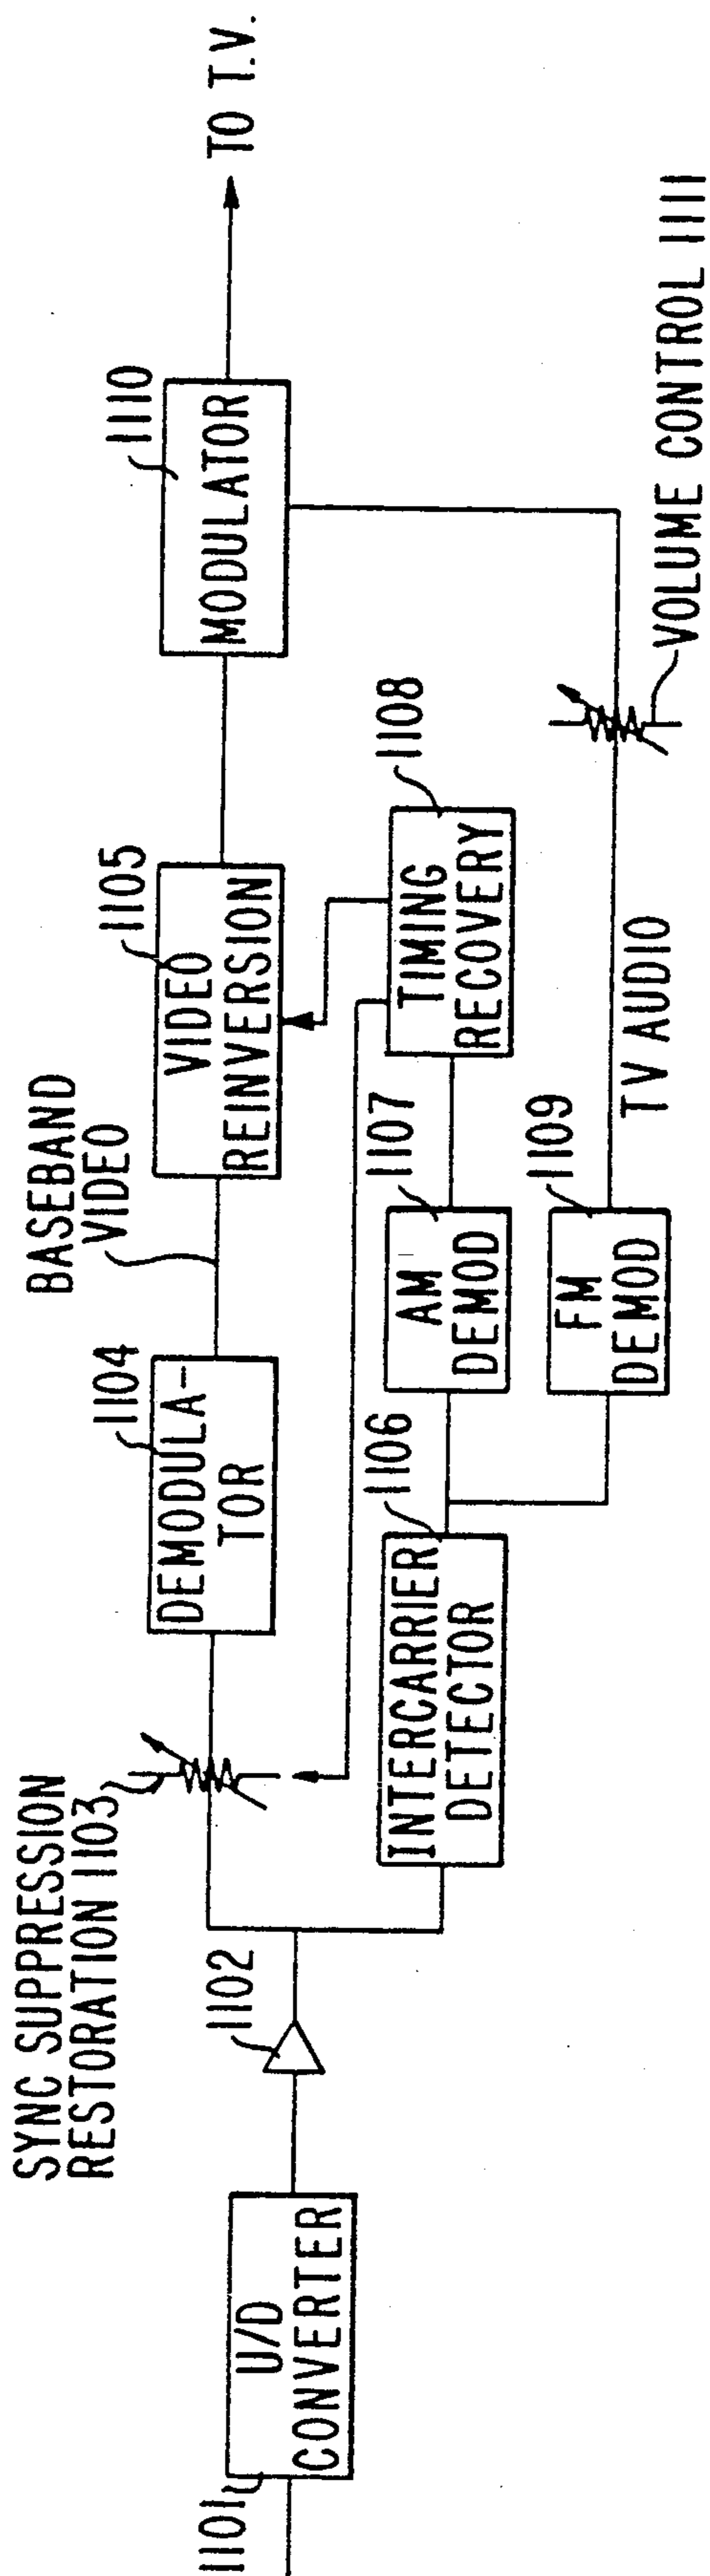 1101
U/D
CONVERTER
1102
SYNC SUPPRESSION
RESTORATION 1103
DEMODULA-
TOR
1104
BASEBAND
VIDEO
VIDEO
REINVERSION
1105
MODULATOR
1110
TO T.V.
INTERCARRIER
DETECTOR
1106
AM
DEMOD
1107
TIMING
RECOVERY
1108
FM
DEMOD
1109
TV AUDIO
VOLUME CONTROL 1111